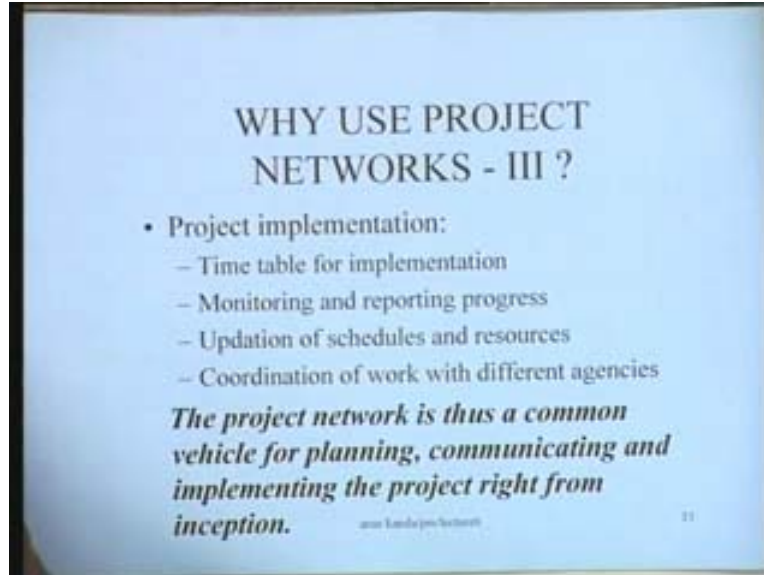 WHY USE PROJECT
NETWORKS - III ?
• Project implementation:
– Time table for implementation
– Monitoring and reporting progress
– Updation of schedules and resources
– Coordination of work with different agencies
The project network is thus a common
vehicle for planning, communicating and
implementing the project right from
inception.